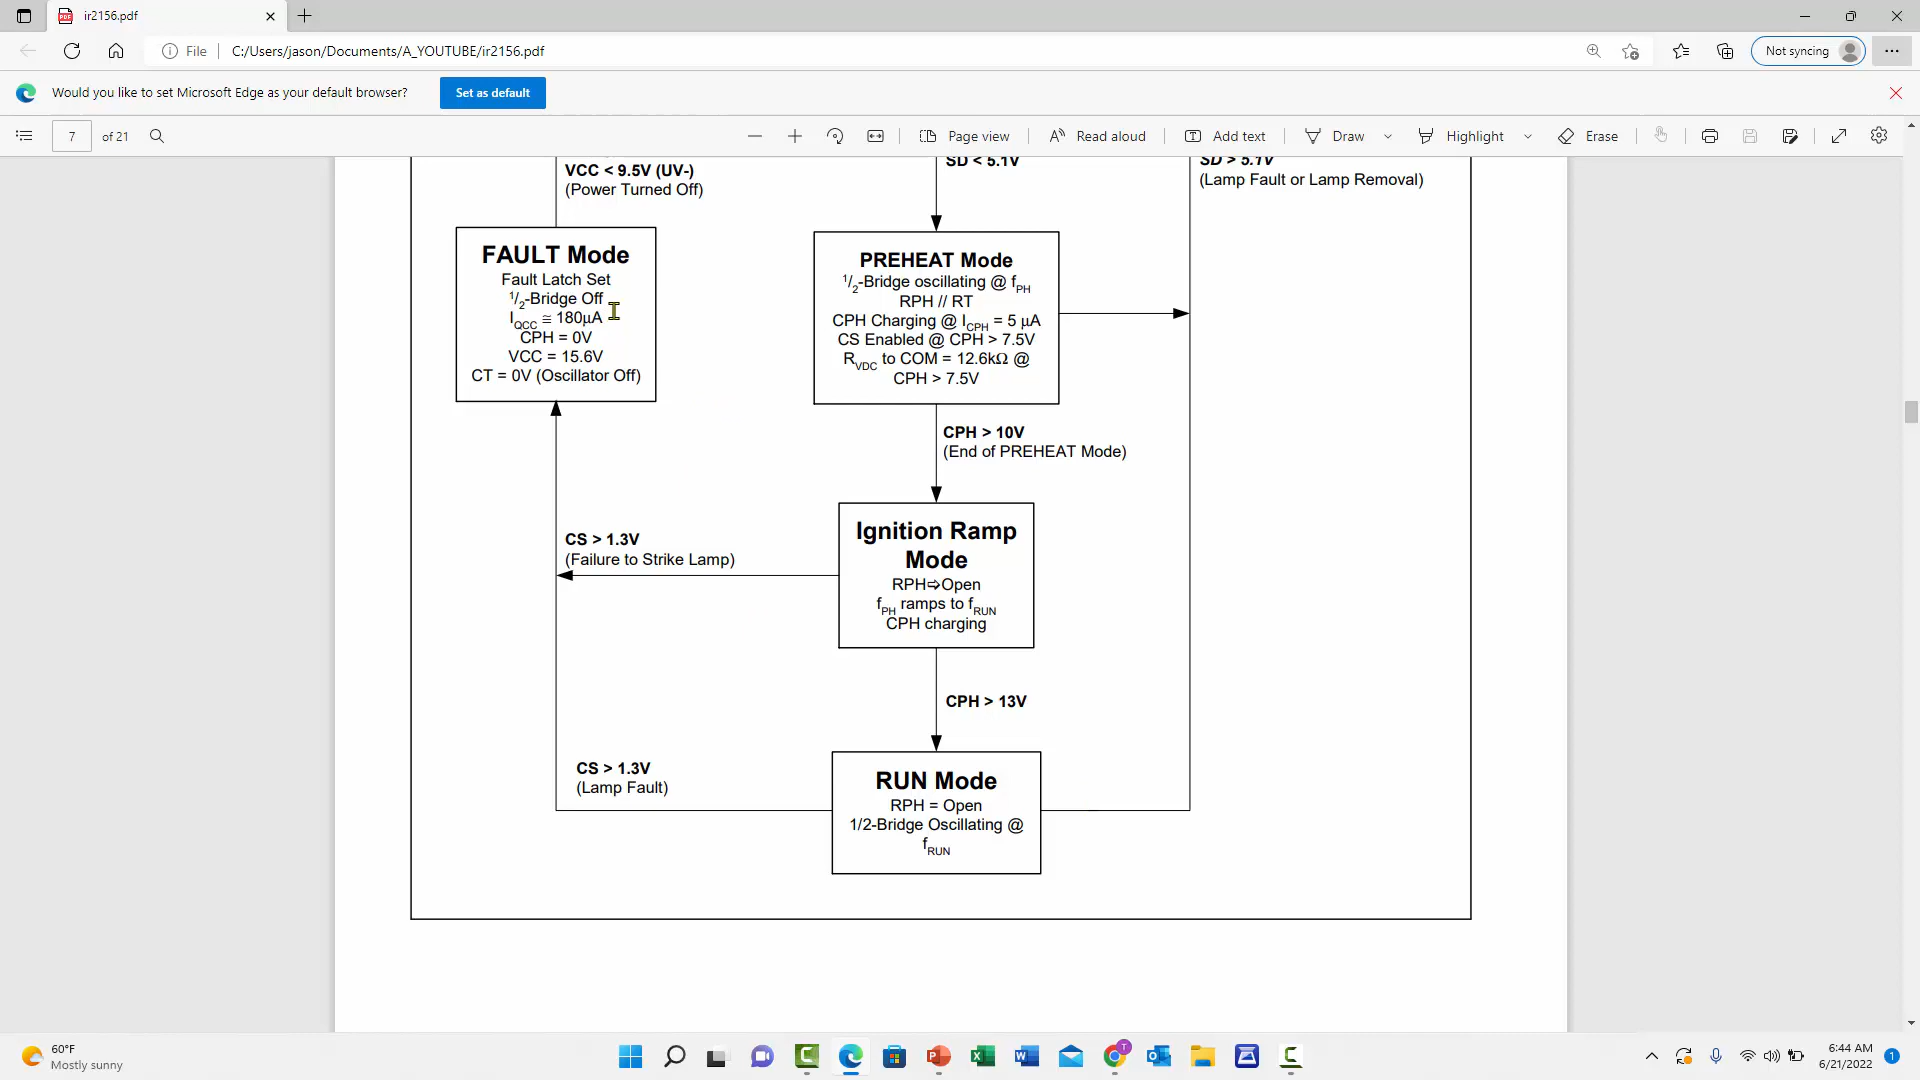 ir2156.pdf
File
C:/Users/jason/Documents/A_YOUTUBE/ir2156.pdf
Not syncing
Would you like to set Microsoft Edge as your default browser?
Set as default
7
of 21
Page view
Read aloud
Add text
Draw
Highlight
Erase
VCC < 9.5V (UV-)
(Power Turned Off)
SD < 5.1V
SD > 5.1V
(Lamp Fault or Lamp Removal)
FAULT Mode
Fault Latch Set
1/2-Bridge Off
IQCC ≅ 180µA
CPH = 0V
VCC = 15.6V
CT = 0V (Oscillator Off)
PREHEAT Mode
1/2-Bridge oscillating @ fPH
RPH // RT
CPH Charging @ ICPH = 5 µA
CS Enabled @ CPH > 7.5V
RVDC to COM = 12.6kΩ @
CPH > 7.5V
CPH > 10V
(End of PREHEAT Mode)
Ignition Ramp
Mode
RPH⇨Open
fPH ramps to fRUN
CPH charging
CS > 1.3V
(Failure to Strike Lamp)
CPH > 13V
RUN Mode
RPH = Open
1/2-Bridge Oscillating @
fRUN
CS > 1.3V
(Lamp Fault)
60°F
Mostly sunny
T
6:44 AM
6/21/2022
1